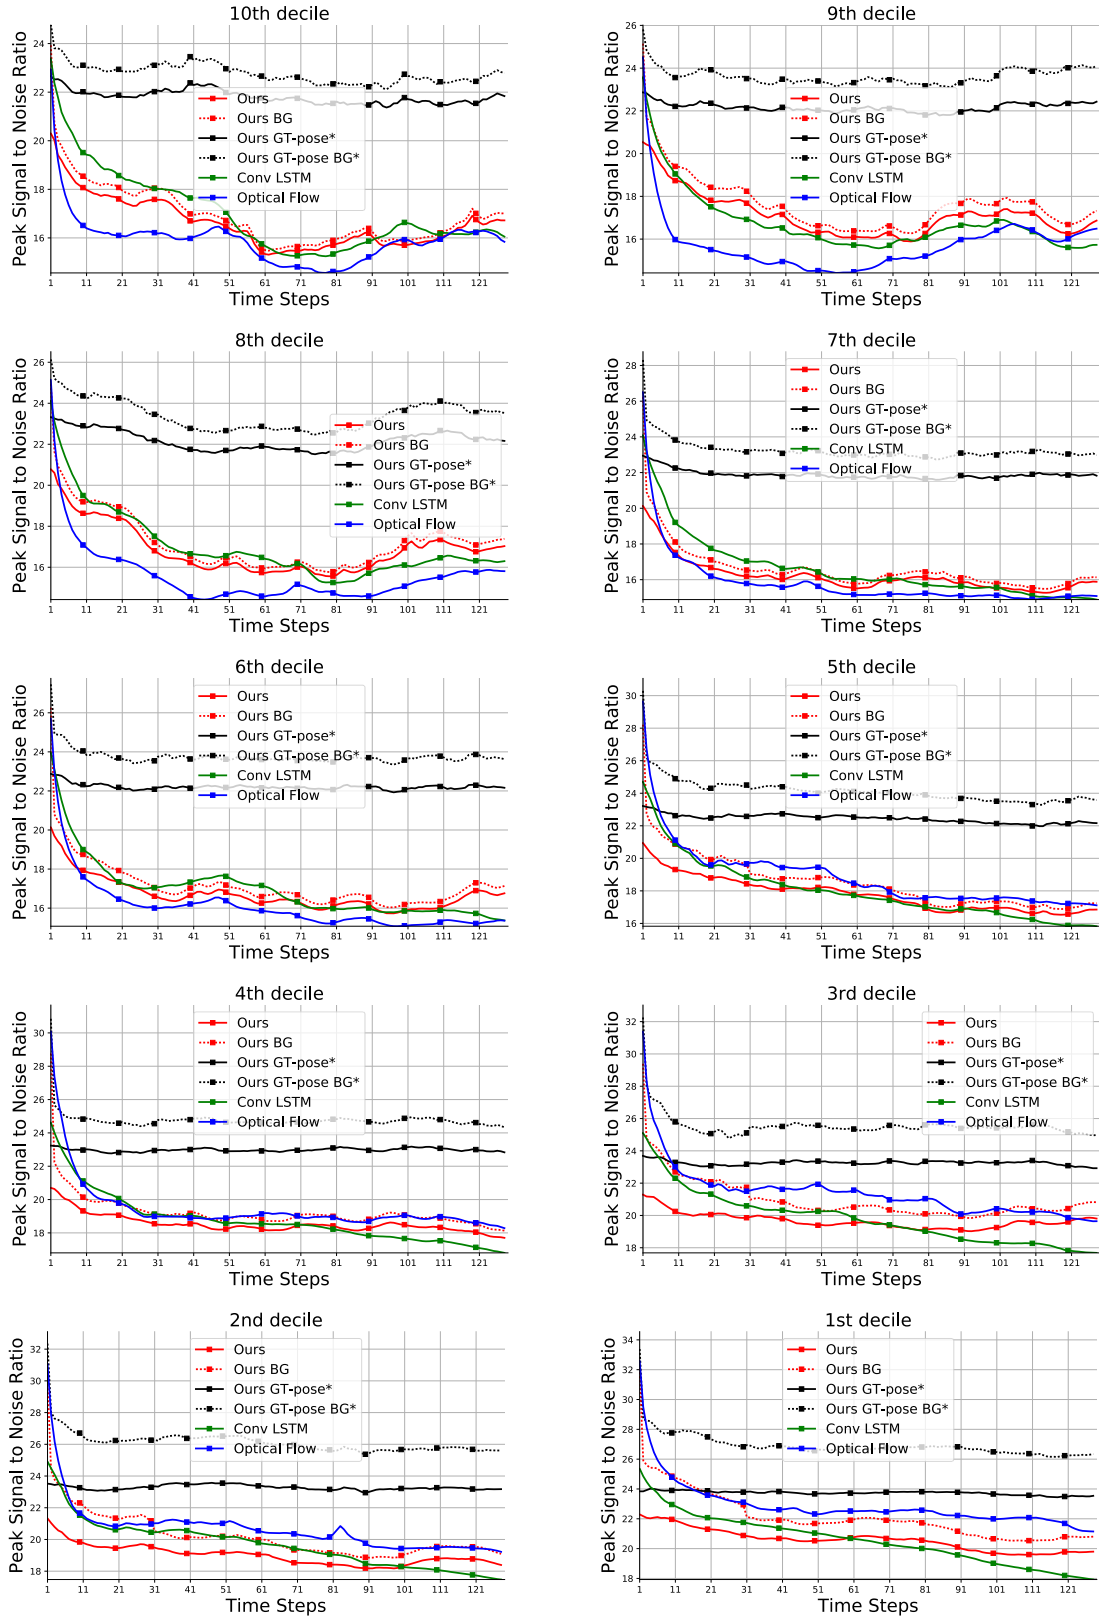 10th decile
Peak Signal to Noise Ratio
24
22
20
18
16
1 11 21 31 41 51 61 71 81 91 101 111 121
Time Steps
Ours
Ours BG
Ours GT-pose*
Ours GT-pose BG*
Conv LSTM
Optical Flow
9th decile
Peak Signal to Noise Ratio
26
24
22
20
18
16
1 11 21 31 41 51 61 71 81 91 101 111 121
Time Steps
Ours
Ours BG
Ours GT-pose*
Ours GT-pose BG*
Conv LSTM
Optical Flow
8th decile
Peak Signal to Noise Ratio
26
24
22
20
18
16
1 11 21 31 41 51 61 71 81 91 101 111 121
Time Steps
Ours
Ours BG
Ours GT-pose*
Ours GT-pose BG*
Conv LSTM
Optical Flow
7th decile
Peak Signal to Noise Ratio
28
26
24
22
20
18
16
1 11 21 31 41 51 61 71 81 91 101 111 121
Time Steps
Ours
Ours BG
Ours GT-pose*
Ours GT-pose BG*
Conv LSTM
Optical Flow
6th decile
Peak Signal to Noise Ratio
26
24
22
20
18
16
1 11 21 31 41 51 61 71 81 91 101 111 121
Time Steps
Ours
Ours BG
Ours GT-pose*
Ours GT-pose BG*
Conv LSTM
Optical Flow
5th decile
Peak Signal to Noise Ratio
30
28
26
24
22
20
18
16
1 11 21 31 41 51 61 71 81 91 101 111 121
Time Steps
Ours
Ours BG
Ours GT-pose*
Ours GT-pose BG*
Conv LSTM
Optical Flow
4th decile
Peak Signal to Noise Ratio
30
28
26
24
22
20
18
1 11 21 31 41 51 61 71 81 91 101 111 121
Time Steps
Ours
Ours BG
Ours GT-pose*
Ours GT-pose BG*
Conv LSTM
Optical Flow
3rd decile
Peak Signal to Noise Ratio
32
30
28
26
24
22
20
18
1 11 21 31 41 51 61 71 81 91 101 111 121
Time Steps
Ours
Ours BG
Ours GT-pose*
Ours GT-pose BG*
Conv LSTM
Optical Flow
2nd decile
Peak Signal to Noise Ratio
32
30
28
26
24
22
20
18
1 11 21 31 41 51 61 71 81 91 101 111 121
Time Steps
Ours
Ours BG
Ours GT-pose*
Ours GT-pose BG*
Conv LSTM
Optical Flow
1st decile
Peak Signal to Noise Ratio
34
32
30
28
26
24
22
20
18
1 11 21 31 41 51 61 71 81 91 101 111 121
Time Steps
Ours
Ours BG
Ours GT-pose*
Ours GT-pose BG*
Conv LSTM
Optical Flow